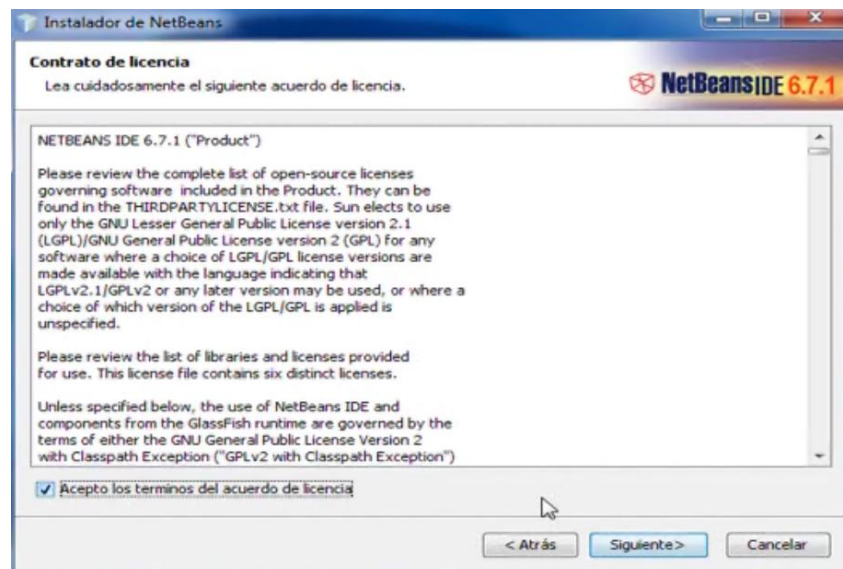 Instalador de NetBeans
Contrato de licencia
Lea cuidadosamente el siguiente acuerdo de licencia.
NetBeans IDE 6.7.1
NETBEANS IDE 6.7.1 ("Product")
Please review the complete list of open-source licenses
governing software included in the Product. They can be
found in the THIRDPARTYLICENSE.txt file. Sun elects to use
only the GNU Lesser General Public License version 2.1
(LGPL)/GNU General Public License version 2 (GPL) for any
software where a choice of LGPL/GPL license versions are
made available with the language indicating that
LGPLv2.1/GPLv2 or any later version may be used, or where a
choice of which version of the LGPL/GPL is applied is
unspecified.
Please review the list of libraries and licenses provided
for use. This license file contains six distinct licenses.
Unless specified below, the use of NetBeans IDE and
components from the GlassFish runtime are governed by the
terms of either the GNU General Public License Version 2
with Classpath Exception ("GPLv2 with Classpath Exception")
Acepto los terminos del acuerdo de licencia
< Atrás
Siguiente>
Cancelar